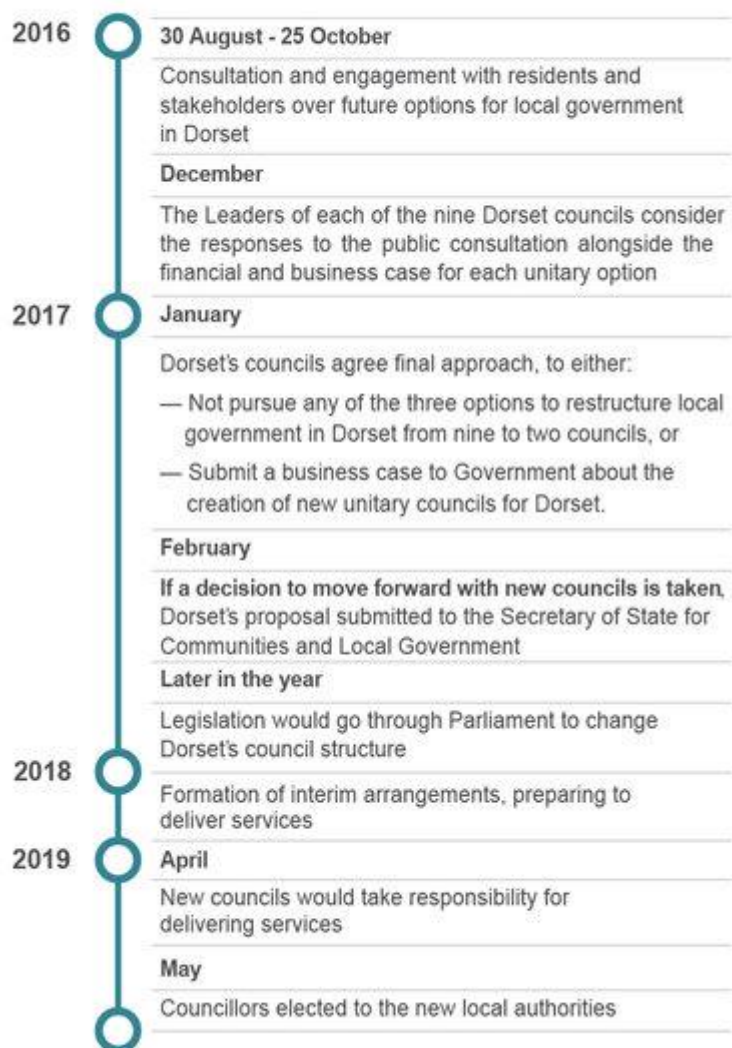 2016
30 August - 25 October
Consultation and engagement with residents and
stakeholders over future options for local government
in Dorset
December
The Leaders of each of the nine Dorset councils consider
the responses to the public consultation alongside the
financial and business case for each unitary option
2017
January
Dorset's councils agree final approach, to either:
— Not pursue any of the three options to restructure local
government in Dorset from nine to two councils, or
— Submit a business case to Government about the
creation of new unitary councils for Dorset.
February
If a decision to move forward with new councils is taken,
Dorset's proposal submitted to the Secretary of State for
Communities and Local Government
Later in the year
Legislation would go through Parliament to change
Dorset's council structure
2018
Formation of interim arrangements, preparing to
deliver services
2019
April
New councils would take responsibility for
delivering services
May
Councillors elected to the new local authorities